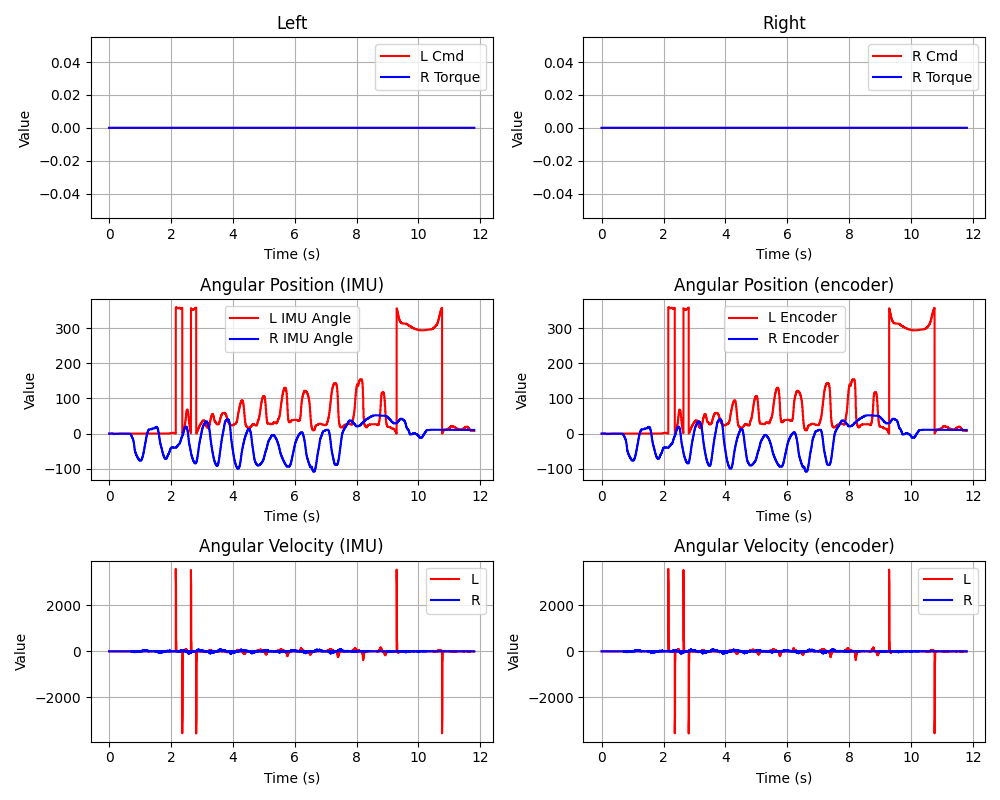 Left
Right
Value
0.04
0.02
0.00
−0.02
−0.04
L Cmd
R Torque
0 2 4 6 8 10 12
Time (s)
Value
0.04
0.02
0.00
−0.02
−0.04
R Cmd
R Torque
0 2 4 6 8 10 12
Time (s)
Angular Position (IMU)
Value
300
200
100
0
−100
L IMU Angle
R IMU Angle
0 2 4 6 8 10 12
Time (s)
Angular Position (encoder)
Value
300
200
100
0
−100
L Encoder
R Encoder
0 2 4 6 8 10 12
Time (s)
Angular Velocity (IMU)
Value
2000
0
−2000
L
R
0 2 4 6 8 10 12
Time (s)
Angular Velocity (encoder)
Value
2000
0
−2000
L
R
0 2 4 6 8 10 12
Time (s)